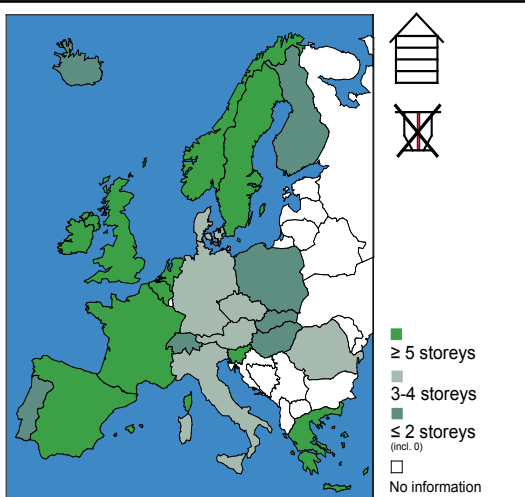 ≥ 5 storeys
3-4 storeys
≤ 2 storeys
(incl. 0)
No information